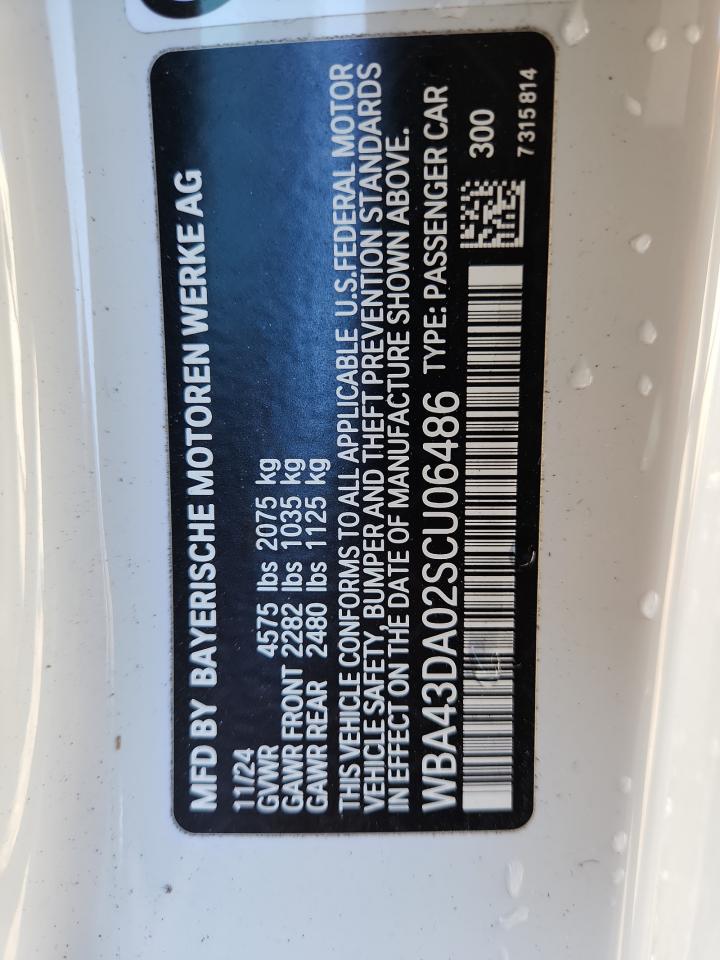 MFD BY BAYERISCHE MOTOREN WERKE AG
11/24
GVWR 4575 lbs 2075 kg
GAWR FRONT 2282 lbs 1035 kg
GAWR REAR 2480 lbs 1125 kg
THIS VEHICLE CONFORMS TO ALL APPLICABLE U.S.FEDERAL MOTOR
VEHICLE SAFETY, BUMPER AND THEFT PREVENTION STANDARDS
IN EFFECT ON THE DATE OF MANUFACTURE SHOWN ABOVE.
WBA43DA02SCU06486 TYPE: PASSENGER CAR
300
7 315 814